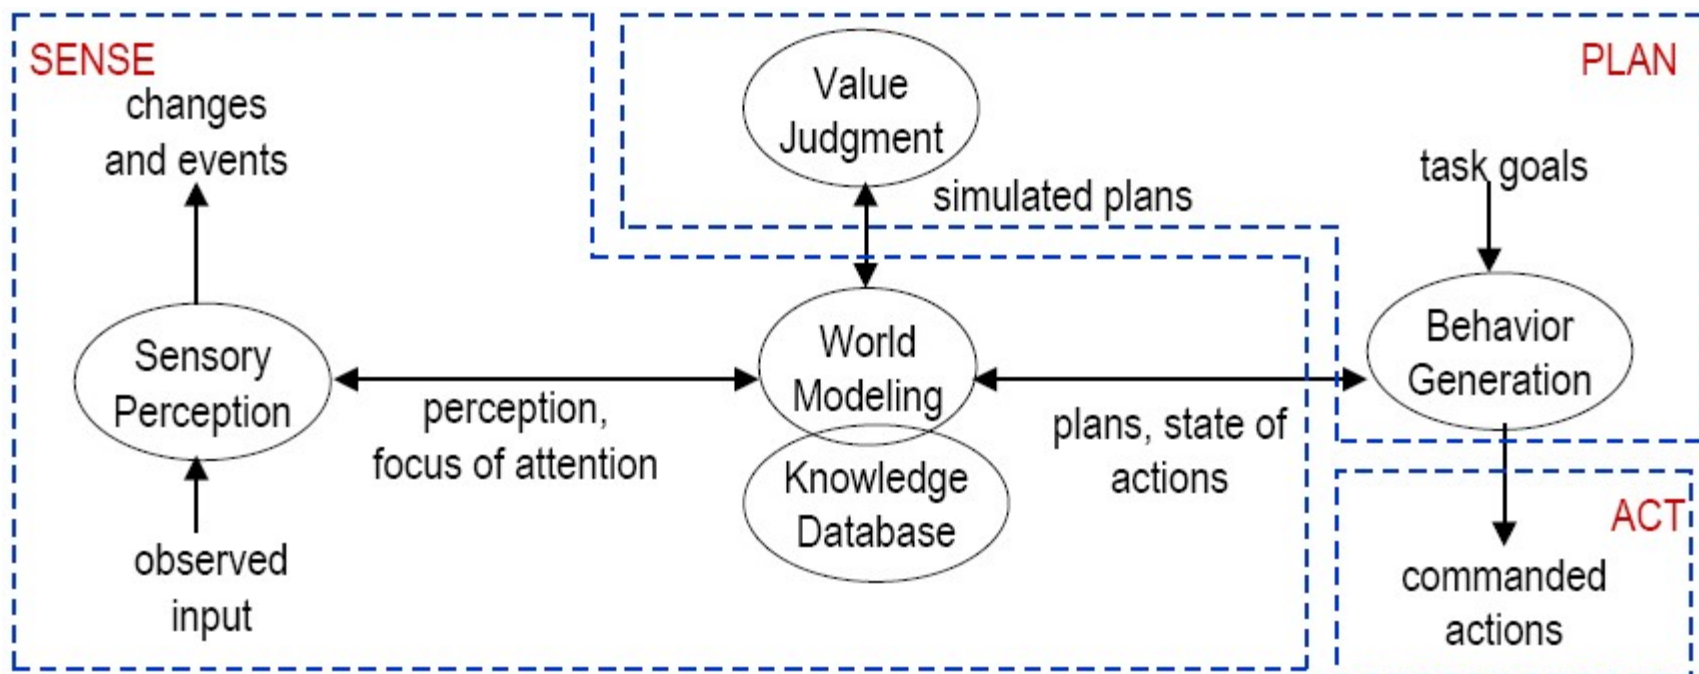 SENSE
changes
and events
Sensory
Perception
observed
input
perception,
focus of attention
Value
Judgment
simulated plans
World
Modeling
Knowledge
Database
plans, state of
actions
PLAN
task goals
Behavior
Generation
ACT
commanded
actions